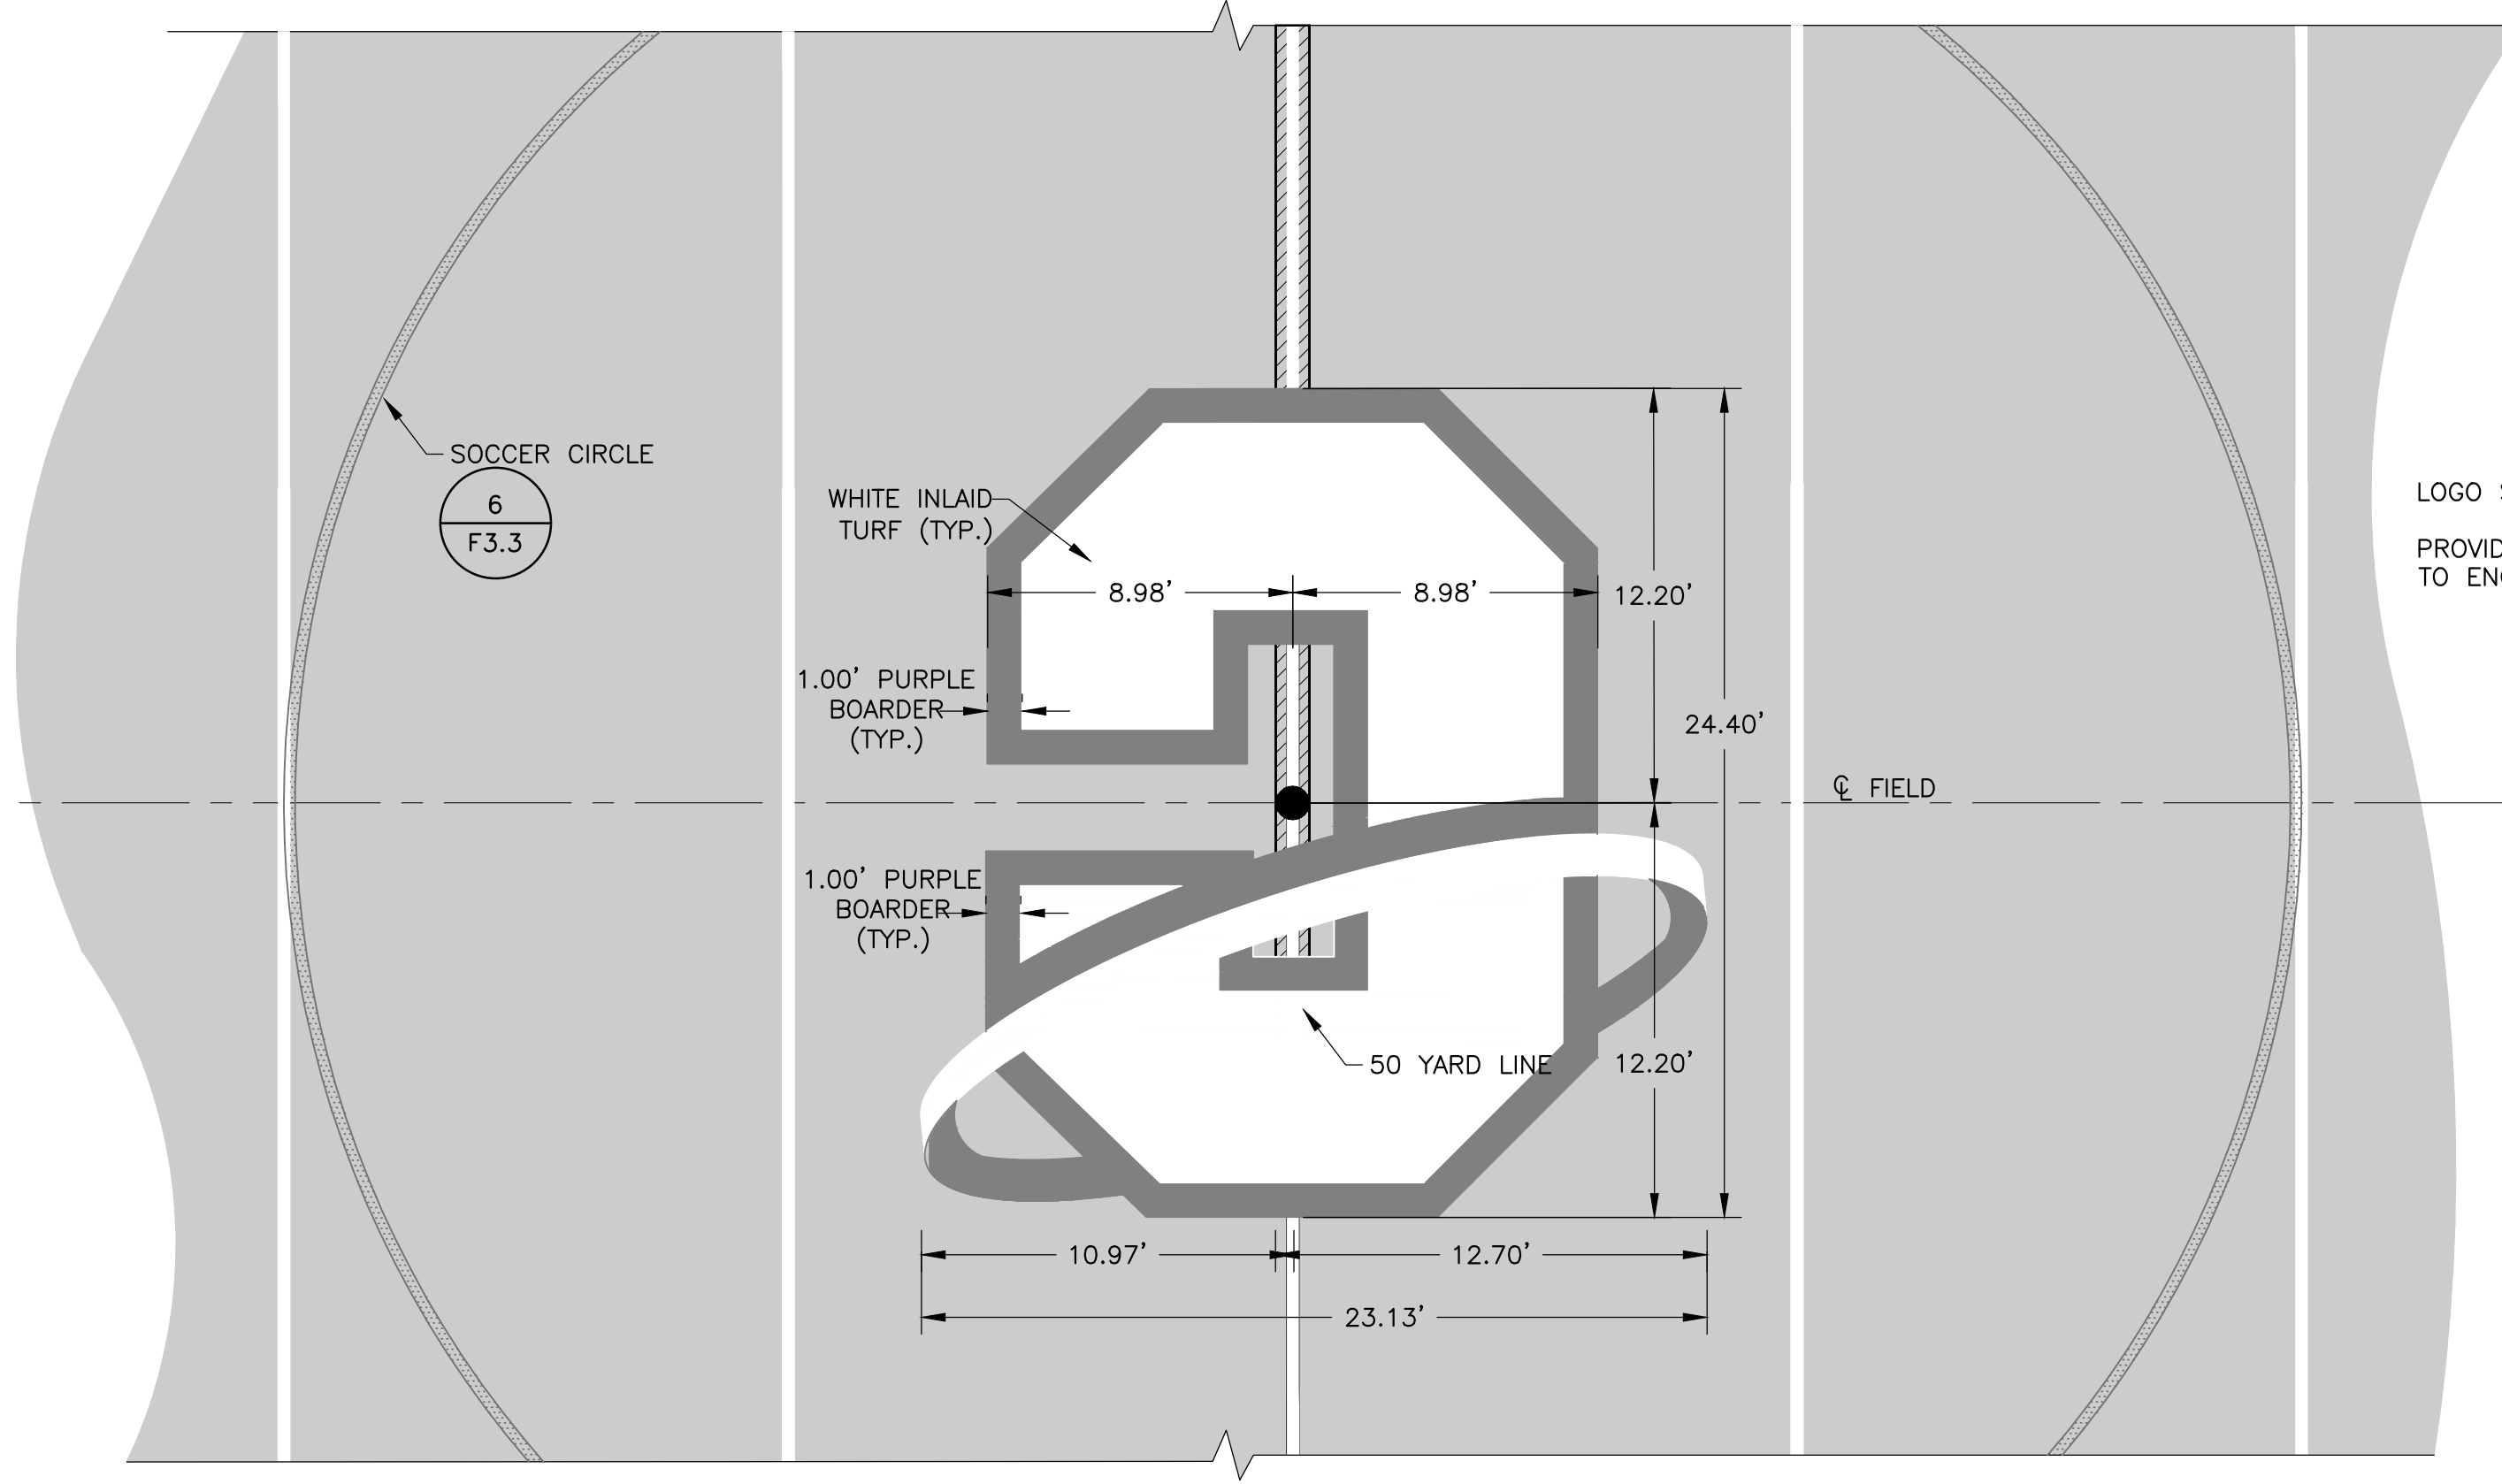 SOCCER CIRCLE
6
F3.3
WHITE INLAID
TURF (TYP.)
LOGO
PROVID
TO EN
8.98'
8.98'
12.20'
1.00' PURPLE
BOARDER
(TYP.)
24.40'
℄ FIELD
1.00' PURPLE
BOARDER
(TYP.)
50 YARD LINE
12.20'
10.97'
12.70'
23.13'